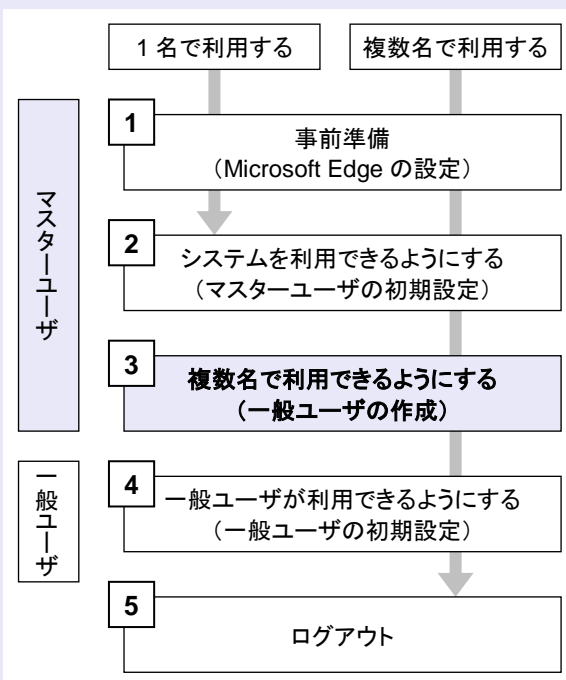 1 名で利用する
複数名で利用する
マスターユーザ
1
事前準備
（Microsoft Edge の設定）
2
システムを利用できるようにする
（マスターユーザの初期設定）
3
複数名で利用できるようにする
（一般ユーザの作成）
一般ユーザ
4
一般ユーザが利用できるようにする
（一般ユーザの初期設定）
5
ログアウト